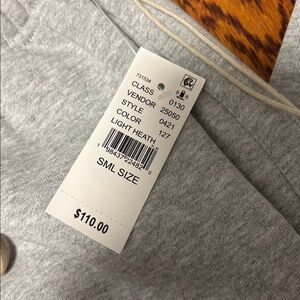 731534
CLASS 0130
VENDOR 25050
STYLE 0421
COLOR 127
LIGHT HEATH
SML SIZE
$110.00